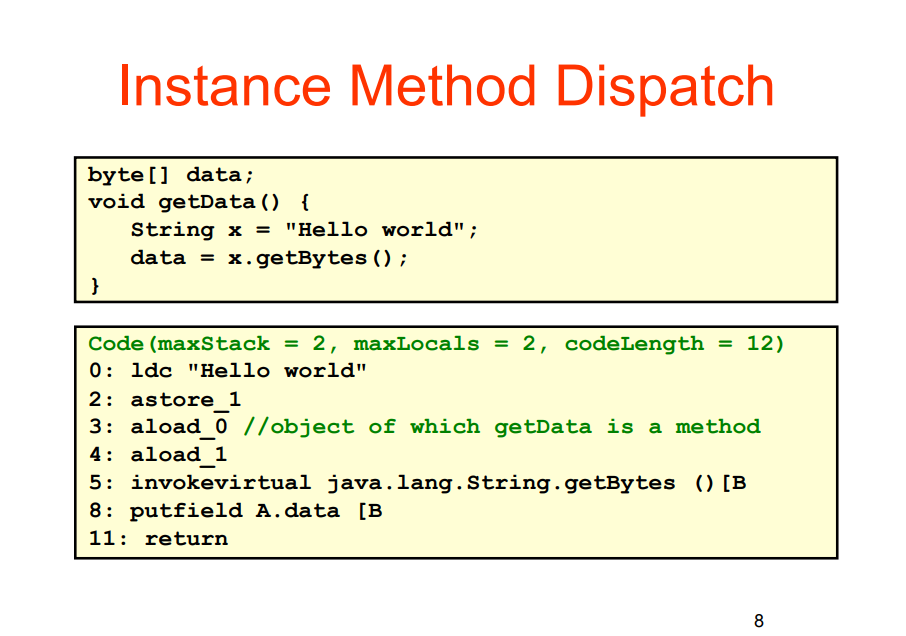 Instance Method Dispatch
byte[] data;
void getData() {
   String x = "Hello world";
   data = x.getBytes();
}
Code(maxStack = 2, maxLocals = 2, codeLength = 12)
0: ldc "Hello world"
2: astore_1
3: aload_0 //object of which getData is a method
4: aload_1
5: invokevirtual java.lang.String.getBytes ()[B
8: putfield A.data [B
11: return
8